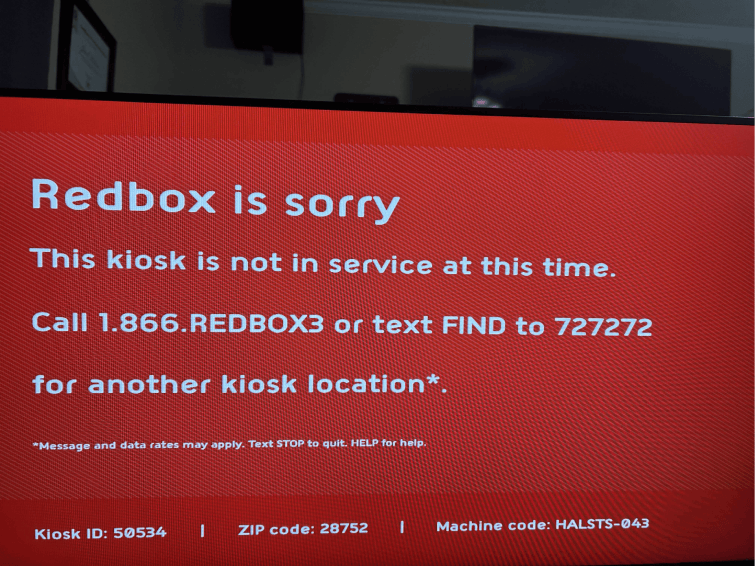 Redbox is sorry
This kiosk is not in service at this time.
Call 1.866.REDBOX3 or text FIND to 727272
for another kiosk location*.
*Message and data rates may apply. Text STOP to quit. HELP for help.
Kiosk ID: 50534 | ZIP code: 28752 | Machine code: HALSTS-043